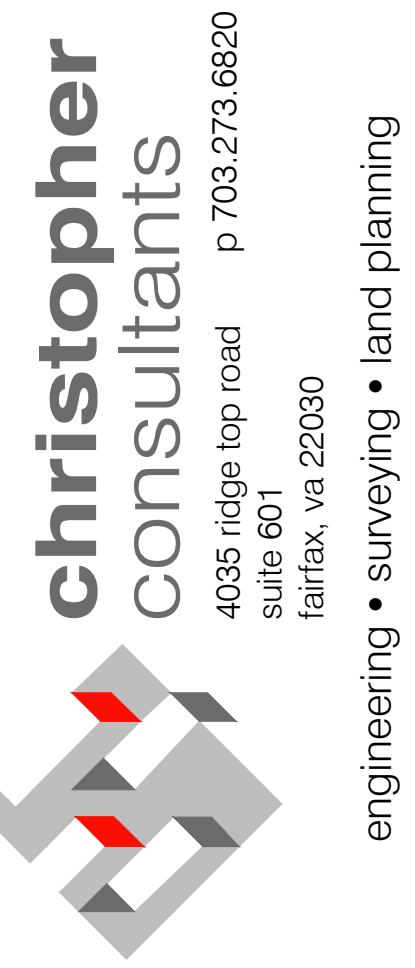 christopher
consultants
4035 ridge top road p 703.273.6820
suite 601
fairfax, va 22030
engineering • surveying • land planning